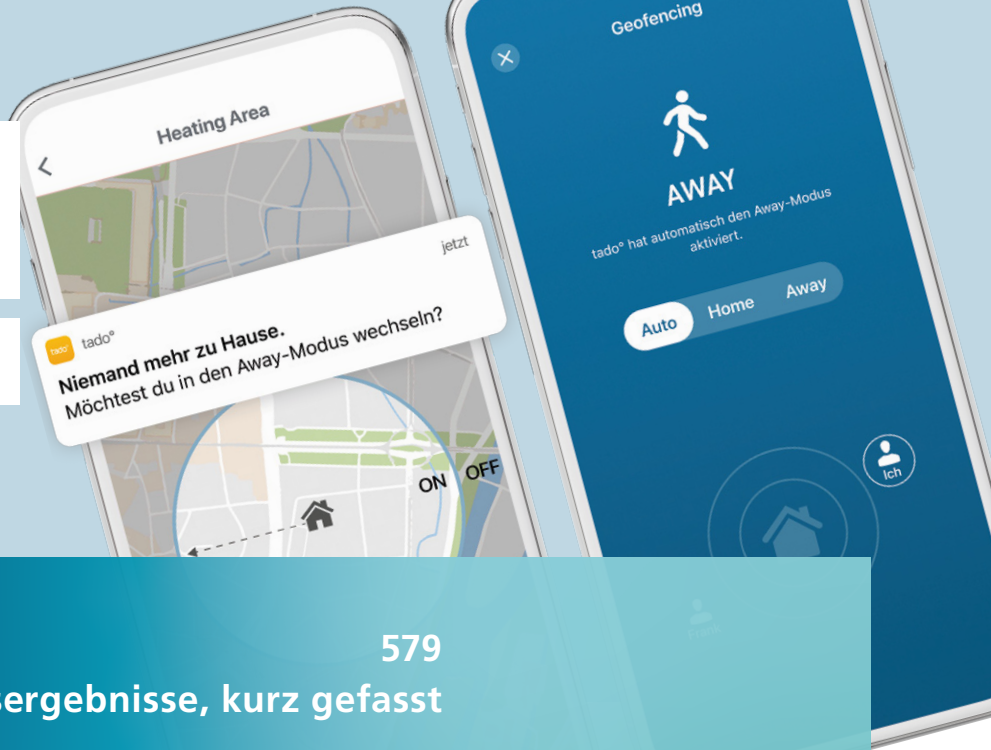 Heating Area
jetzt
tado°
tado°
Niemand mehr zu Hause.
Möchtest du in den Away-Modus wechseln?
ON OFF
Geofencing
AWAY
tado° hat automatisch den Away-Modus
aktiviert.
Auto Home Away
Ich
579
sergebnisse, kurz gefasst